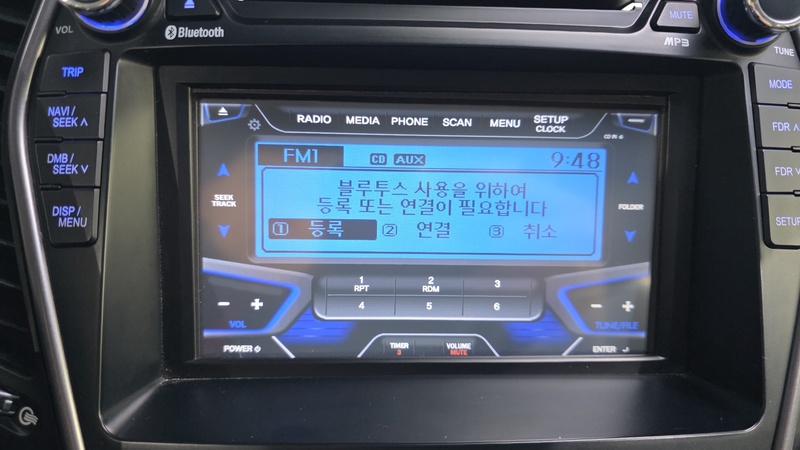 VOL
Bluetooth
MUTE
MP3
TUNE
TRIP
NAVI / SEEK ∧
DMB / SEEK ∨
DISP / MENU
MODE
FDR ∧
FDR ∨
SETUP
RADIO MEDIA PHONE SCAN MENU SETUP CLOCK
CD IN
FM1 CD AUX 9:48
블루투스 사용을 위하여
등록 또는 연결이 필요합니다
1 등록 2 연결 3 취소
SEEK
TRACK
FOLDER
1 RPT 2 RDM 3
4 5 6
- + VOL
- + TUNE/FILE
POWER
TIMER 3
VOLUME MUTE
ENTER